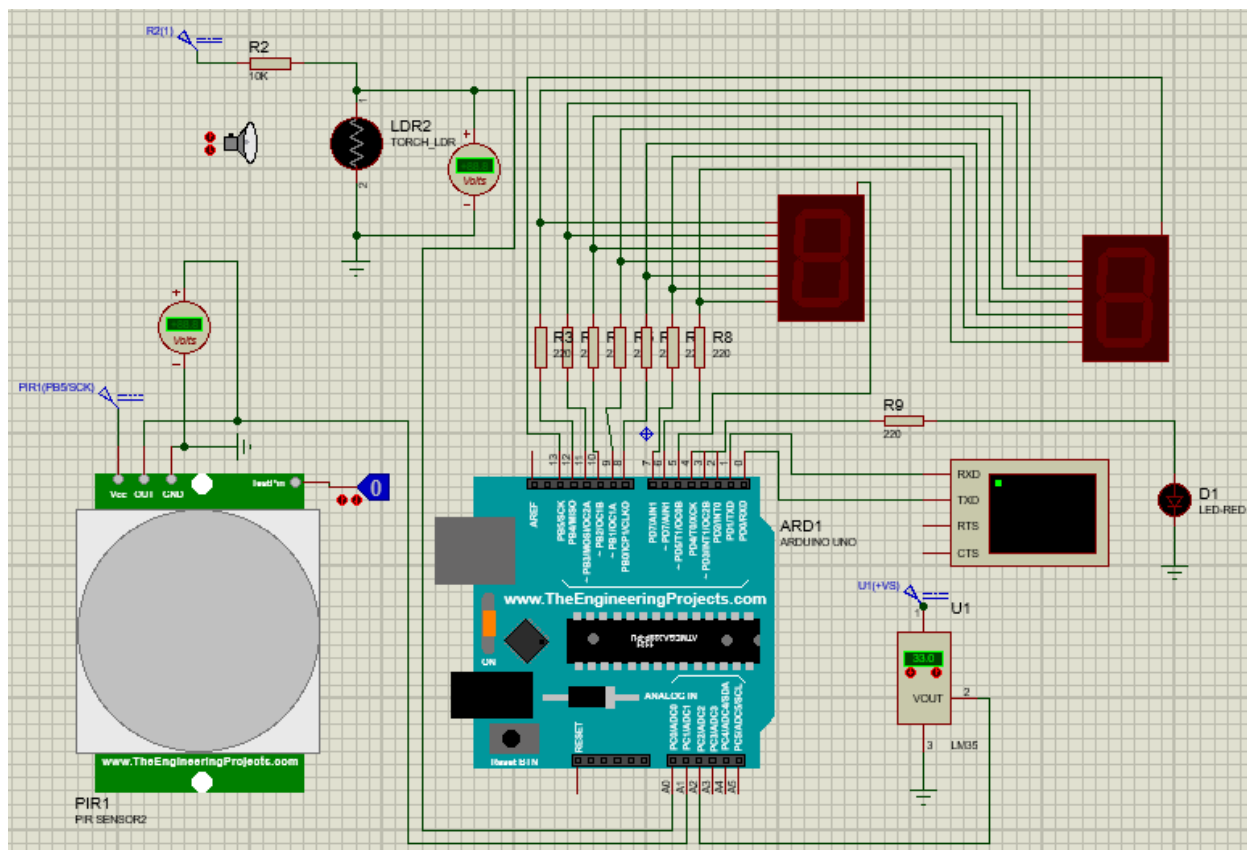 R2(1)
R2
10K
LDR2
TORCH_LDR
Volts
Volts
PIR1(PB5/SCK)
Vcc
OUT
GND
TestPin
0
www.TheEngineeringProjects.com
PIR1
PIR SENSOR2
R3
R8
220
220
R9
220
RXD
TXD
RTS
CTS
D1
LED-RED
13
12
11
10
9
8
7
6
5
4
3
2
1
0
AREF
PB5/SCK
PB4/MISO
~ PB3/MOSI/OC2A
~ PB2/OC1B
~ PB1/OC1A
PB0/ICP1/CLKO
PD7/AIN1
~ PD7/AIN1
~ PD5/T1/OC0B
PD4/T0/XCK
~ PD3/INT1/OC2B
PD2/INT0
PD1/TXD
PD0/RXD
ARD1
ARDUINO UNO
www.TheEngineeringProjects.com
ON
ANALOG IN
Reset BTN
RESET
PC0/ADC0
PC1/ADC1
PC2/ADC2
PC3/ADC3
PC4/ADC4/SDA
PC5/ADC5/SCL
A0
A1
A2
A3
A4
A5
U1(+VS)
U1
1
33.0
VOUT
2
3
LM35
1
2